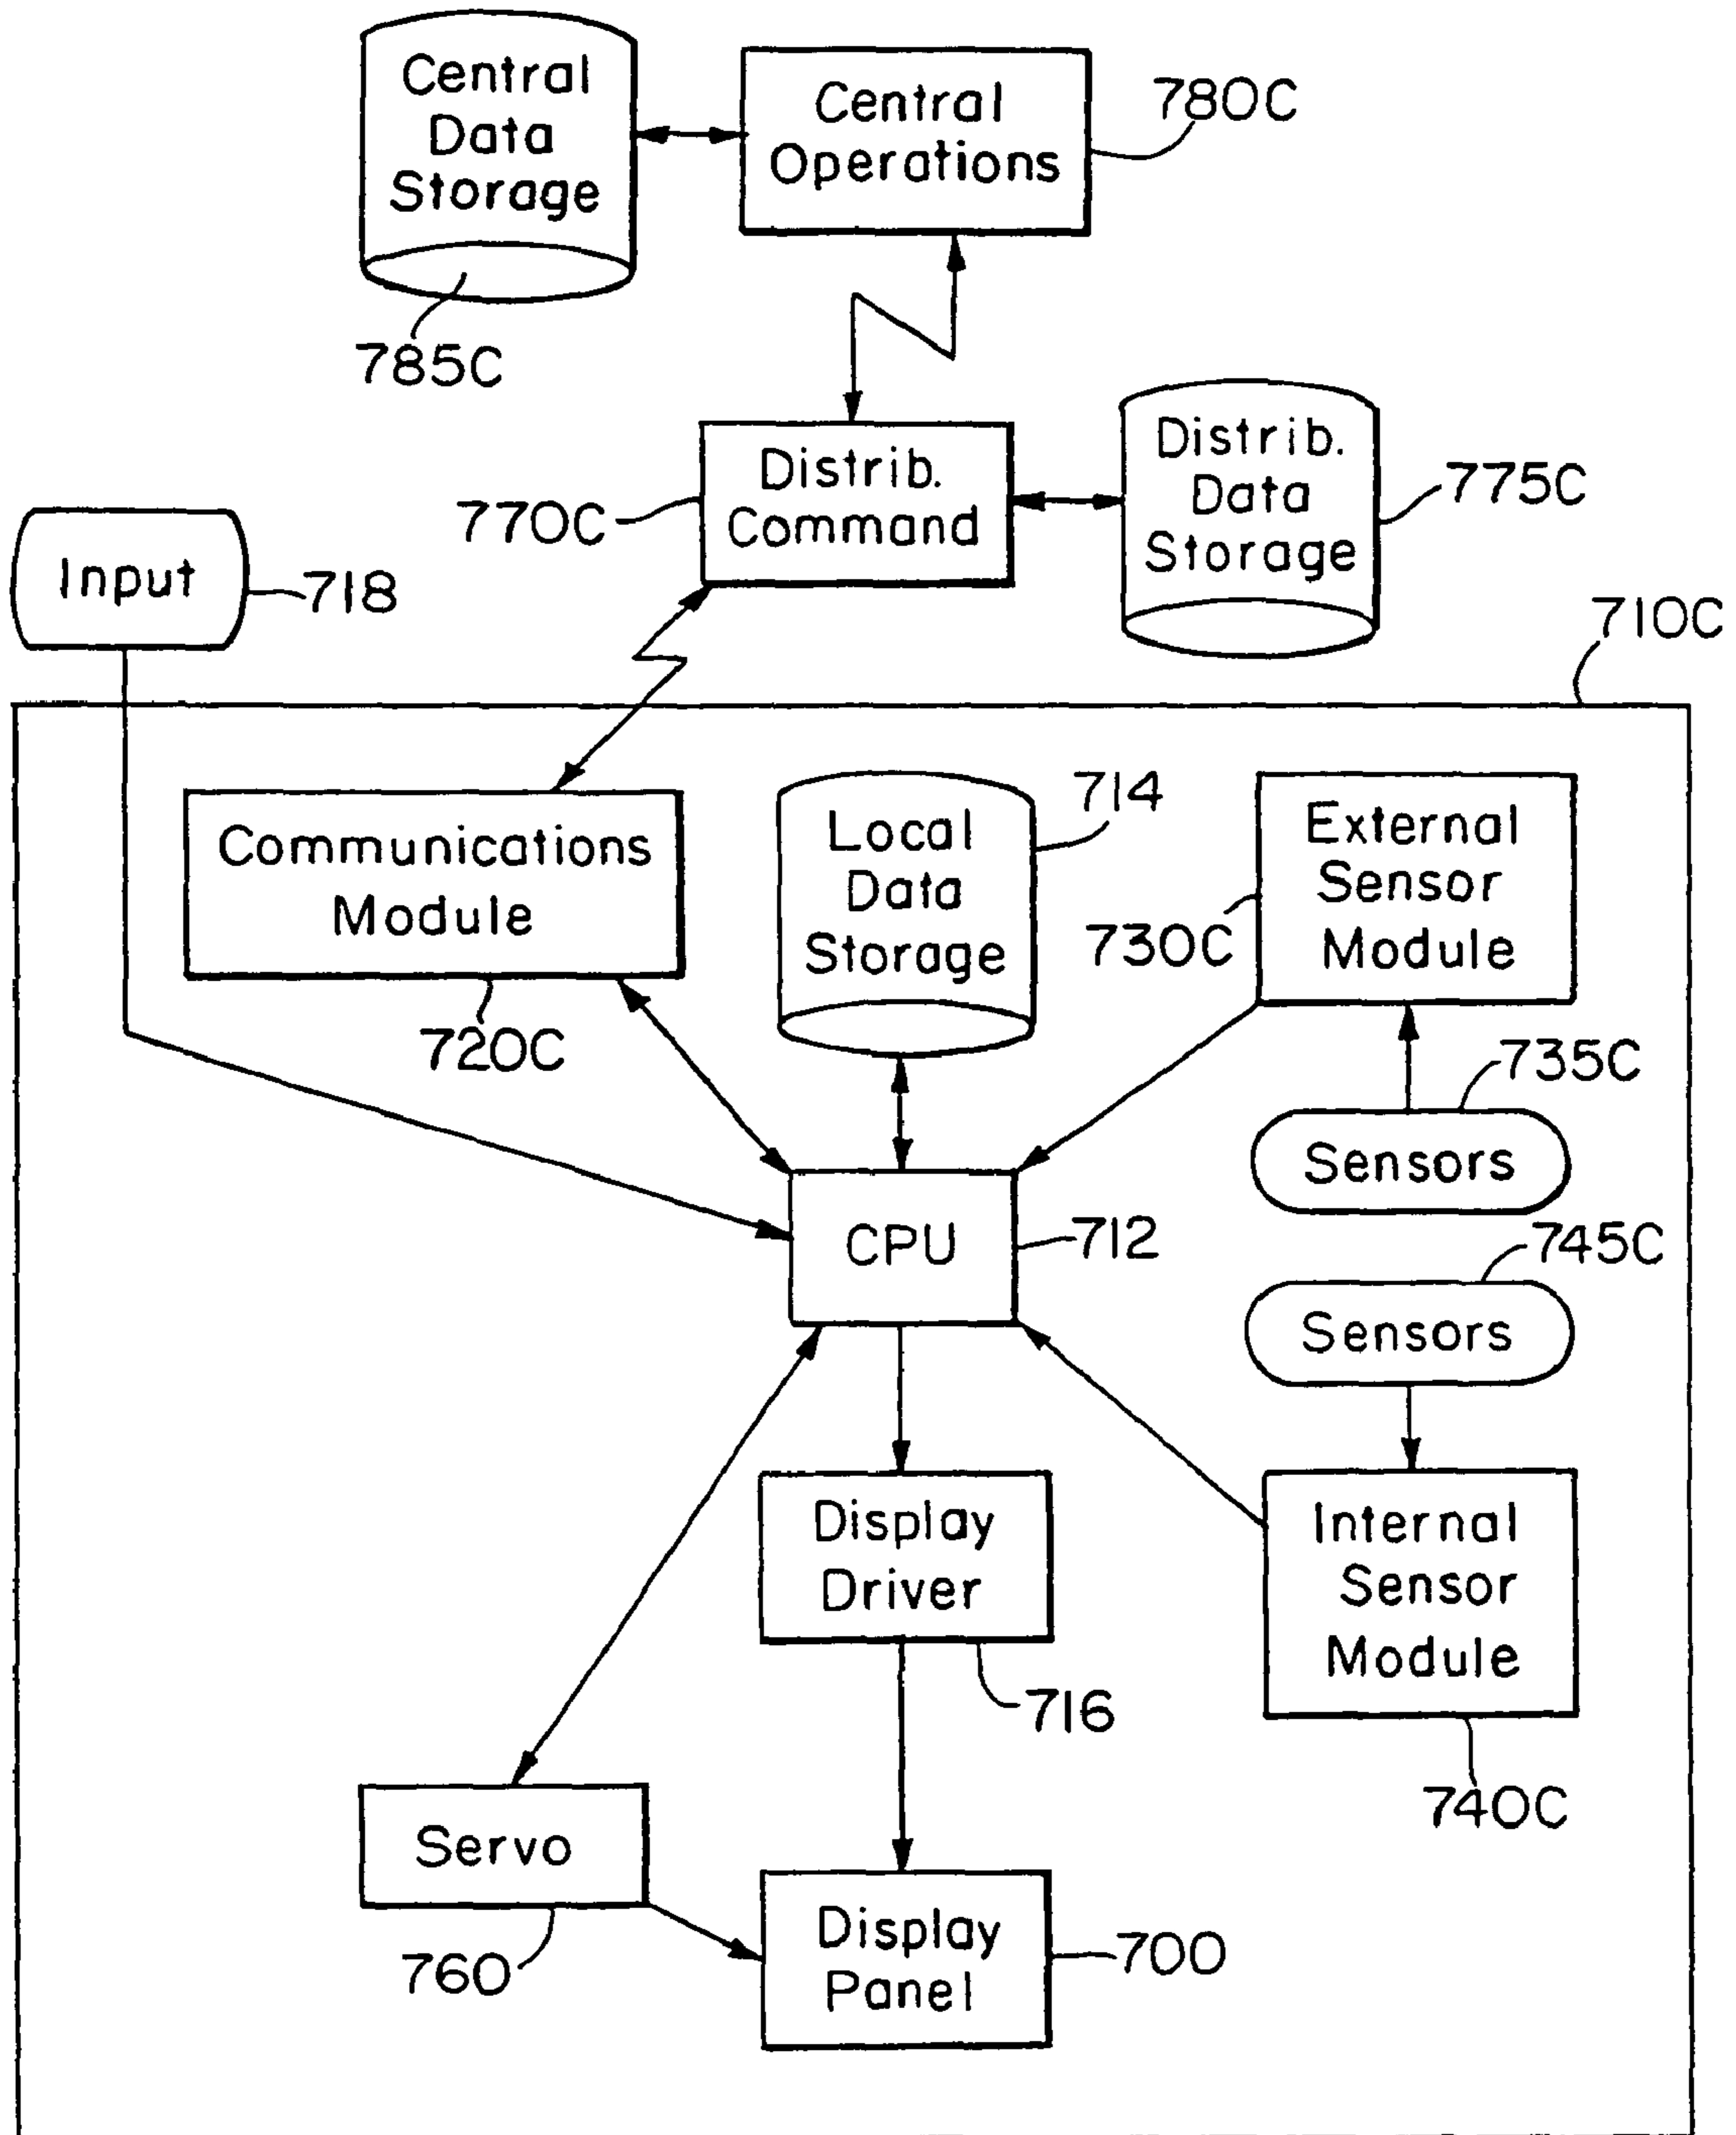 Central
Data
Storage
Central
Operations
780C
785C
Distrib.
Command
770C
Distrib.
Data
Storage
775C
Input
718
710C
Communications
Module
720C
Local
Data
Storage
714
External
Sensor
Module
730C
735C
Sensors
CPU
712
745C
Sensors
Display
Driver
716
Internal
Sensor
Module
740C
Servo
760
Display
Panel
700